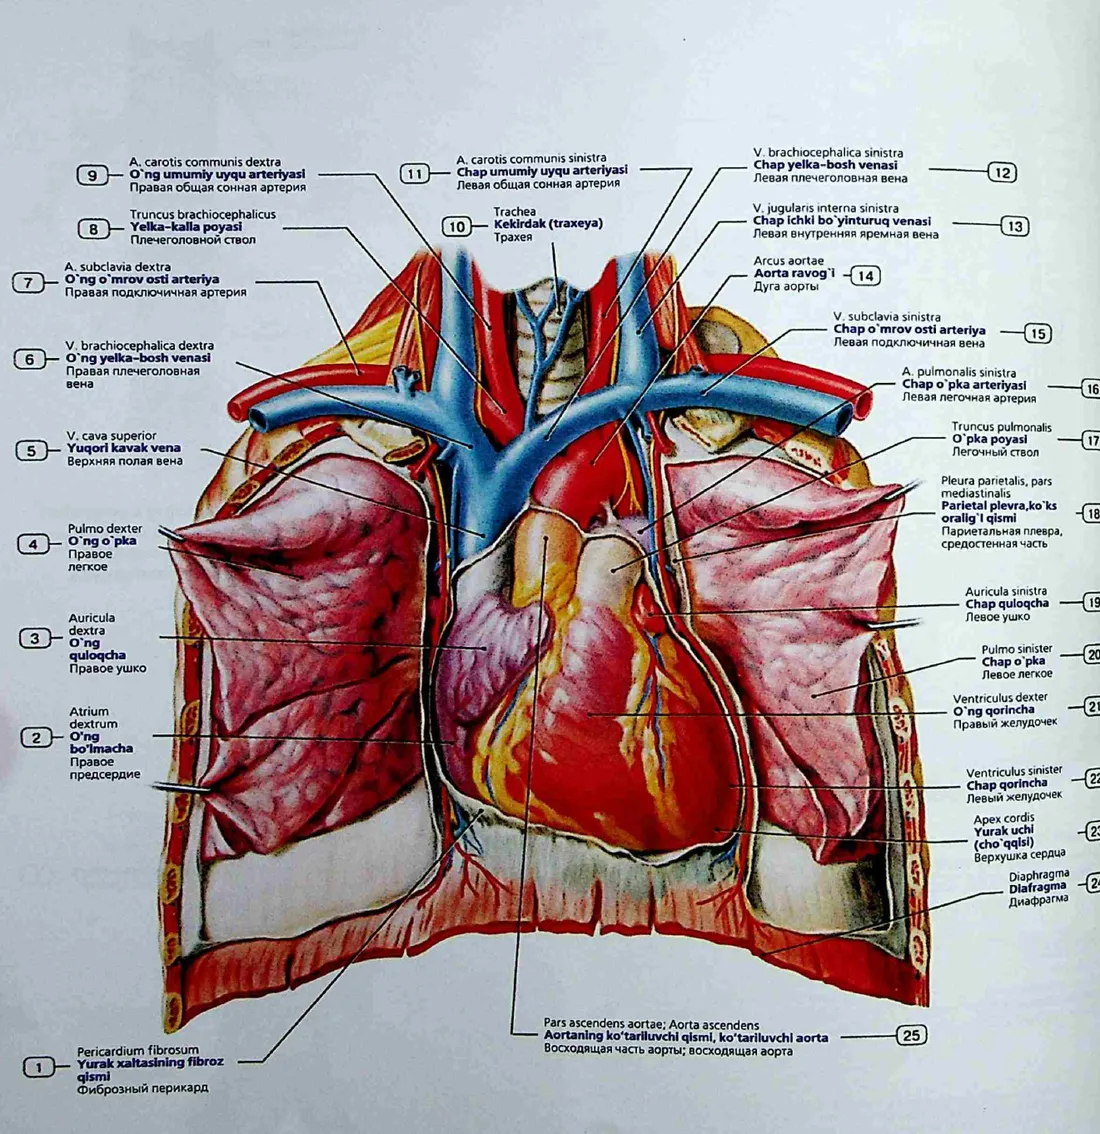 9
A. carotis communis dextra
O`ng umumiy uyqu arteriyasi
Правая общая сонная артерия
8
Truncus brachiocephalicus
Yelka-kalla poyasi
Плечеголовной ствол
7
A. subclavia dextra
O`ng o`mrov osti arteriya
Правая подключичная артерия
6
V. brachiocephalica dextra
O`ng yelka-bosh venasi
Правая плечеголовная
вена
5
V. cava superior
Yuqori kavak vena
Верхняя полая вена
4
Pulmo dexter
O`ng o`pka
Правое
легкое
3
Auricula
dextra
O`ng
quloqcha
Правое ушко
2
Atrium
dextrum
O'ng
bo'lmacha
Правое
предсердие
1
Pericardium fibrosum
Yurak xaltasining fibroz
qismi
Фиброзный перикард
11
A. carotis communis sinistra
Chap umumiy uyqu arteriyasi
Левая общая сонная артерия
10
Trachea
Kekirdak (traxeya)
Трахея
V. brachiocephalica sinistra
Chap yelka-bosh venasi
Левая плечеголовная вена
12
V. jugularis interna sinistra
Chap ichki bo`yinturuq venasi
Левая внутренняя яремная вена
13
Arcus aortae
Aorta ravog`i
Дуга аорты
14
V. subclavia sinistra
Chap o`mrov osti arteriya
Левая подключичная вена
15
A. pulmonalis sinistra
Chap o`pka arteriyasi
Левая легочная артерия
16
Truncus pulmonalis
O`pka poyasi
Легочный ствол
17
Pleura parietalis, pars
mediastinalis
Parietal plevra,ko`ks
oralig`i qismi
Париетальная плевра,
средостенная часть
18
Auricula sinistra
Chap quloqcha
Левое ушко
19
Pulmo sinister
Chap o`pka
Левое легкое
20
Ventriculus dexter
O`ng qorincha
Правый желудочек
21
Ventriculus sinister
Chap qorincha
Левый желудочек
22
Apex cordis
Yurak uchi
(cho`qqisi)
Верхушка сердца
23
Diaphragma
Diafragma
Диафрагма
24
Pars ascendens aortae; Aorta ascendens
Aortaning ko'tariluvchi qismi, ko'tariluvchi aorta
Восходящая часть аорты; восходящая аорта
25